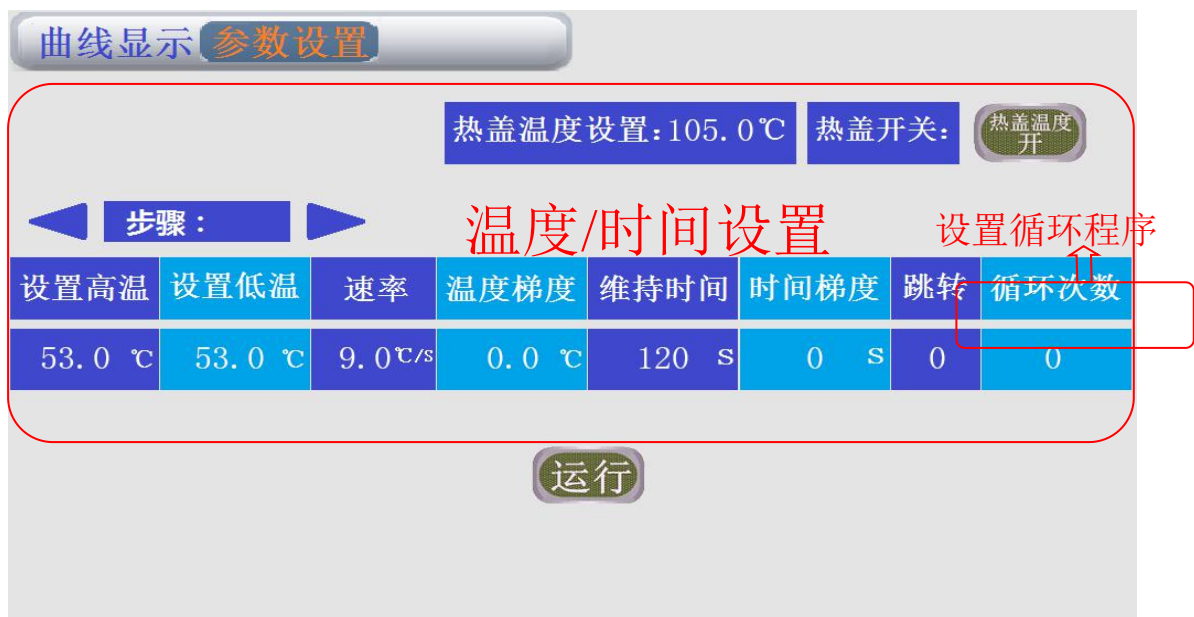 曲线显示 参数设置
热盖温度设置:105.0℃ 热盖开关: 热盖温度
开
步骤: 温度/时间设置 设置循环程序
设置高温 设置低温 速率 温度梯度 维持时间 时间梯度 跳转 循环次数
53.0 ℃ 53.0 ℃ 9.0℃/s 0.0 ℃ 120 S 0 S 0 0
运行